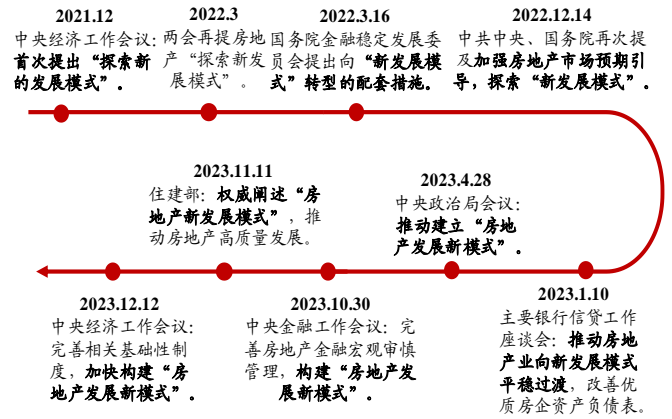 2021.12
中央经济工作会议：
首次提出“探索新
的发展模式”。
2022.3
两会再提房地
产“探索新发
展模式”。
2022.3.16
国务院金融稳定发展委
员会提出向“新发展模
式”转型的配套措施。
2022.12.14
中共中央、国务院再次提
及加强房地产市场预期引
导，探索“新发展模式”。
2023.1.10
主要银行信贷工作
座谈会：推动房地
产业向新发展模式
平稳过渡，改善优
质房企资产负债表。
2023.4.28
中央政治局会议：
推动建立“房地
产发展新模式”。
2023.10.30
中央金融工作会议：完
善房地产金融宏观审慎
管理，构建“房地产发
展新模式”。
2023.11.11
住建部：权威阐述“房
地产新发展模式”，推
动房地产高质量发展。
2023.12.12
中央经济工作会议：
完善相关基础性制
度，加快构建“房
地产发展新模式”。